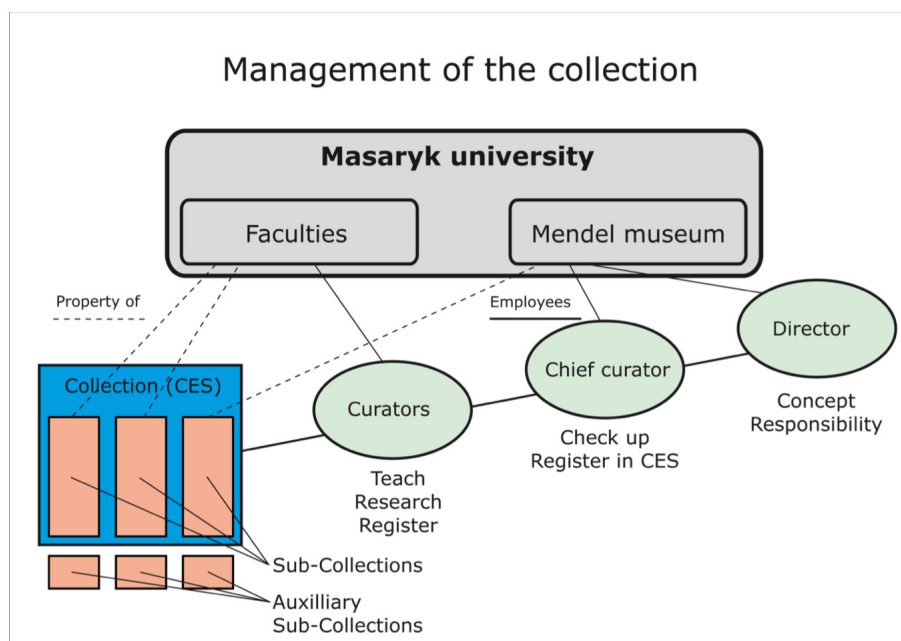 Management of the collection
Masaryk university
Faculties
Mendel museum
Property of
Employees
Director
Collection (CES)
Chief curator
Curators
Concept
Responsibility
Check up
Register in CES
Teach
Research
Register
Sub-Collections
Auxilliary
Sub-Collections